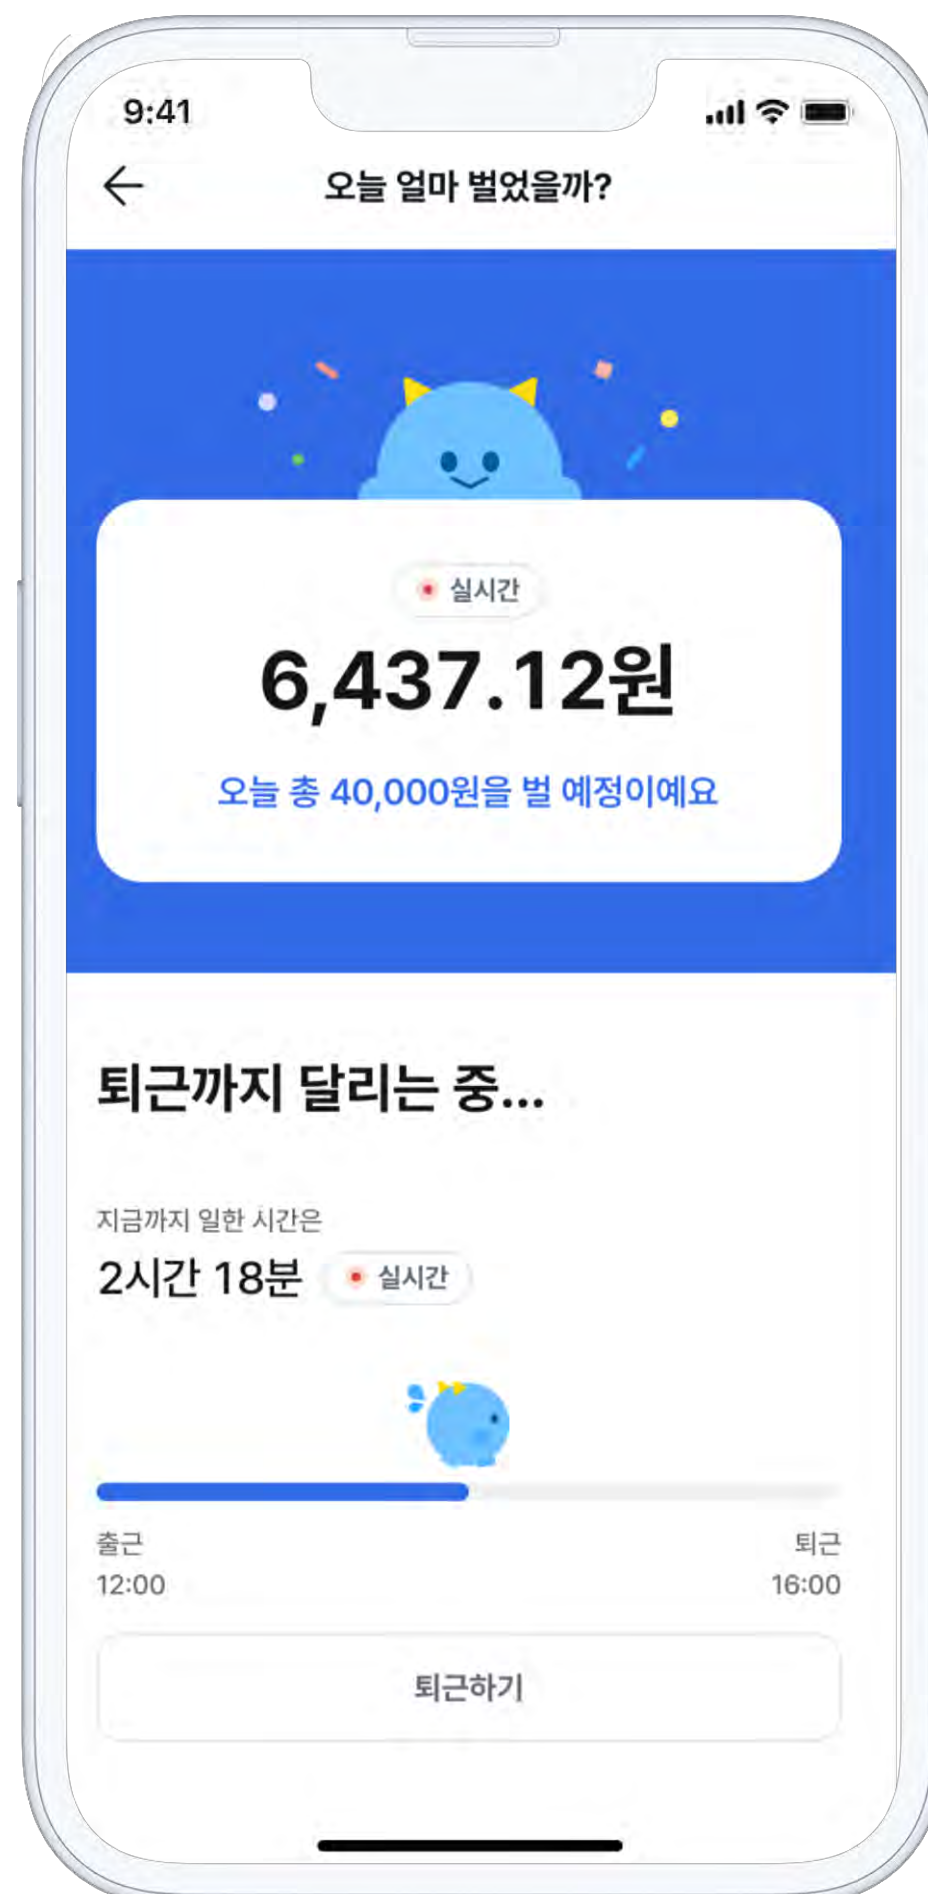 9:41
오늘 얼마 벌었을까?
실시간
6,437.12원
오늘 총 40,000원을 벌 예정이예요
퇴근까지 달리는 중...
지금까지 일한 시간은
2시간 18분 실시간
출근 퇴근
12:00 16:00
퇴근하기